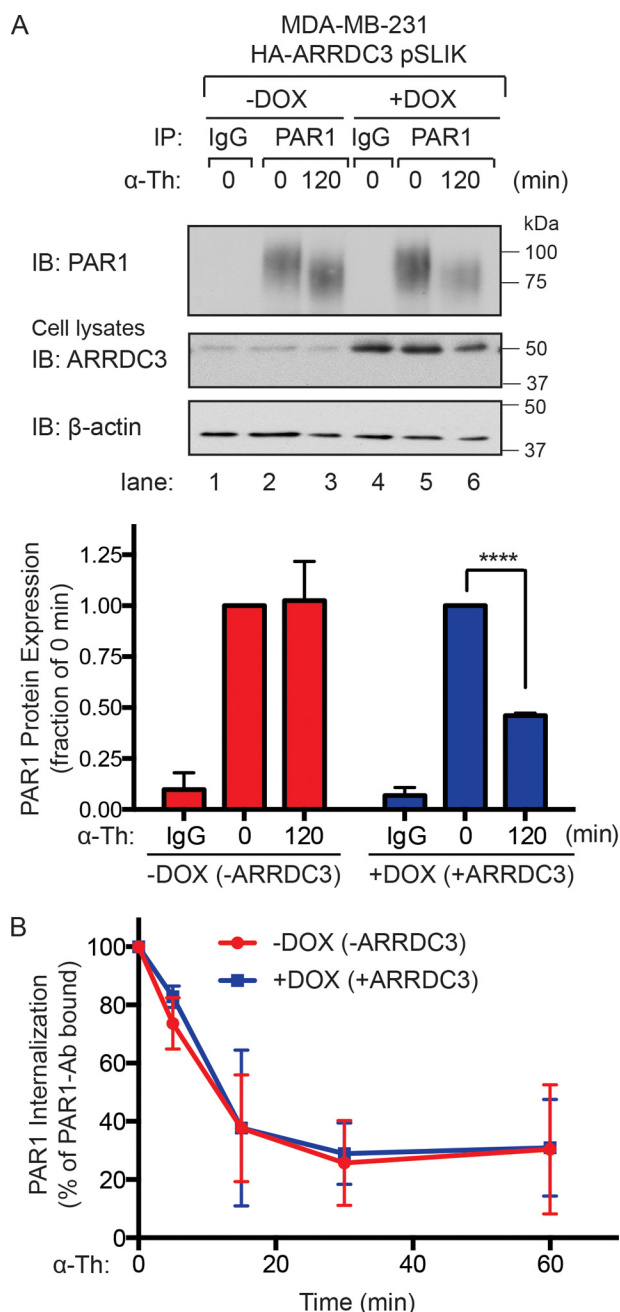 A
MDA-MB-231
HA-ARRDC3 pSLIK
-DOX +DOX
IP: IgG PAR1 IgG PAR1
α-Th: 0 0 120 0 0 120 (min)
kDa
IB: PAR1
100
75
Cell lysates
IB: ARRDC3
50
37
IB: β-actin
50
37
lane: 1 2 3 4 5 6
PAR1 Protein Expression
(fraction of 0 min)
1.25
1.00
0.75
0.50
0.25
0.00
****
α-Th: IgG 0 120 IgG 0 120 (min)
-DOX (-ARRDC3) +DOX (+ARRDC3)
B
PAR1 Internalization
(% of PAR1-Ab bound)
100
80
60
40
20
0
-DOX (-ARRDC3)
+DOX (+ARRDC3)
α-Th: 0 20 40 60
Time (min)